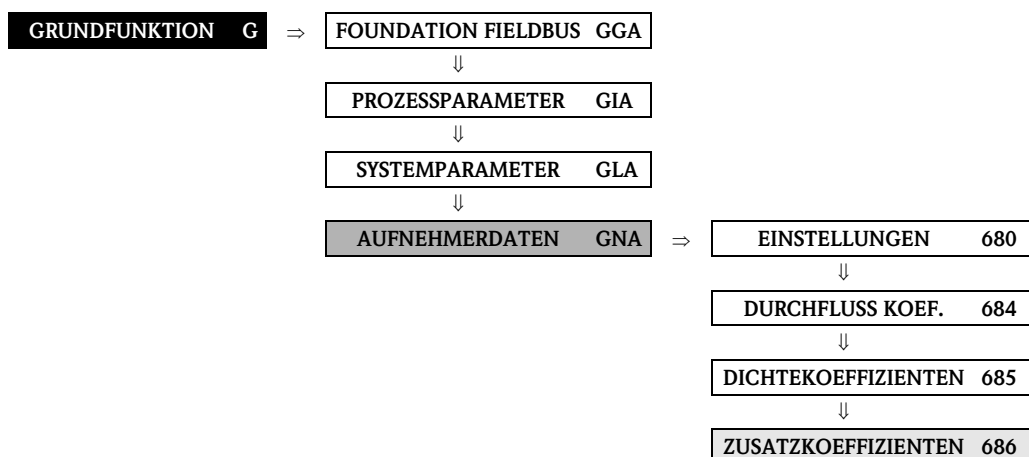 GRUNDFUNKTION G ⇒ FOUNDATION FIELDBUS GGA
⇓
PROZESSPARAMETER GIA
⇓
SYSTEMPARAMETER GLA
⇓
AUFNEHMERDATEN GNA ⇒ EINSTELLUNGEN 680
⇓
DURCHFLUSS KOEF. 684
⇓
DICHTEKOEFFIZIENTEN 685
⇓
ZUSATZKOEFFIZIENTEN 686